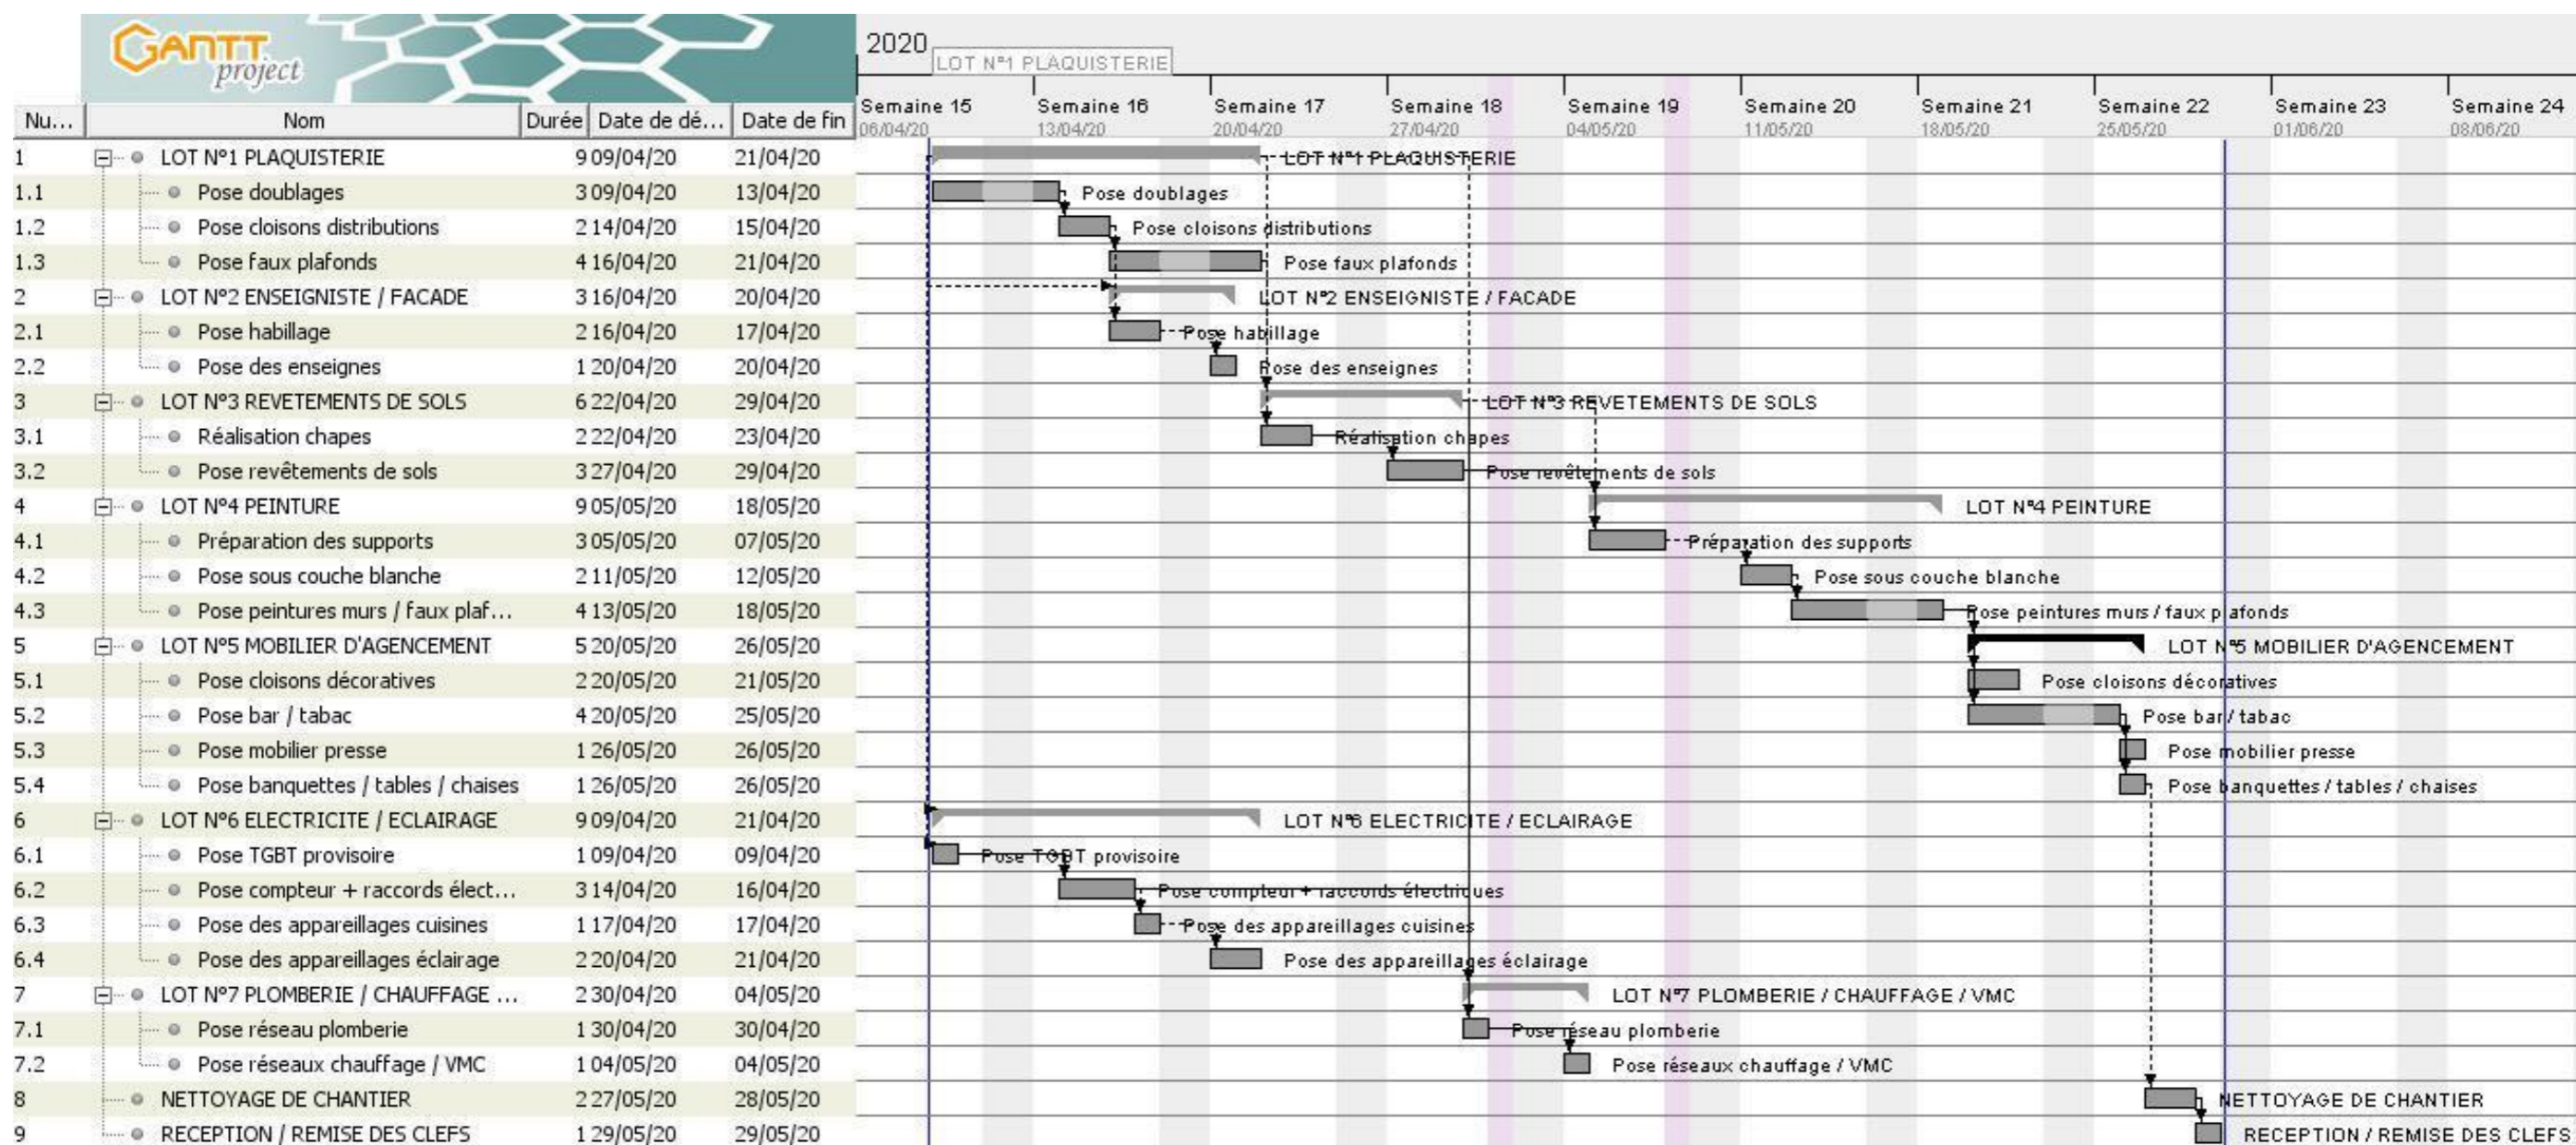 GANTT
project
2020
LOT N°1 PLAQUISTERIE
Semaine 15 Semaine 16 Semaine 17 Semaine 18 Semaine 19 Semaine 20 Semaine 21 Semaine 22 Semaine 23 Semaine 24
Nu... Nom Durée Date de dé... Date de fin 06/04/20 13/04/20 20/04/20 27/04/20 04/05/20 11/05/20 18/05/20 25/05/20 01/06/20 08/06/20
1 LOT N°1 PLAQUISTERIE 9 09/04/20 21/04/20 LOT N°1 PLAQUISTERIE
1.1 Pose doublages 3 09/04/20 13/04/20 Pose doublages
1.2 Pose cloisons distributions 2 14/04/20 15/04/20 Pose cloisons distributions
1.3 Pose faux plafonds 4 16/04/20 21/04/20 Pose faux plafonds
2 LOT N°2 ENSEIGNISTE / FACADE 3 16/04/20 20/04/20 LOT N°2 ENSEIGNISTE / FACADE
2.1 Pose habillage 2 16/04/20 17/04/20 Pose habillage
2.2 Pose des enseignes 1 20/04/20 20/04/20 Pose des enseignes
3 LOT N°3 REVETEMENTS DE SOLS 6 22/04/20 29/04/20 LOT N°3 REVETEMENTS DE SOLS
3.1 Réalisation chapes 2 22/04/20 23/04/20 Réalisation chapes
3.2 Pose revêtements de sols 3 27/04/20 29/04/20 Pose revêtements de sols
4 LOT N°4 PEINTURE 9 05/05/20 18/05/20 LOT N°4 PEINTURE
4.1 Préparation des supports 3 05/05/20 07/05/20 Préparation des supports
4.2 Pose sous couche blanche 2 11/05/20 12/05/20 Pose sous couche blanche
4.3 Pose peintures murs / faux plaf... 4 13/05/20 18/05/20 Pose peintures murs / faux plafonds
5 LOT N°5 MOBILIER D'AGENCEMENT 5 20/05/20 26/05/20 LOT N°5 MOBILIER D'AGENCEMENT
5.1 Pose cloisons décoratives 2 20/05/20 21/05/20 Pose cloisons décoratives
5.2 Pose bar / tabac 4 20/05/20 25/05/20 Pose bar / tabac
5.3 Pose mobilier presse 1 26/05/20 26/05/20 Pose mobilier presse
5.4 Pose banquettes / tables / chaises 1 26/05/20 26/05/20 Pose banquettes / tables / chaises
6 LOT N°6 ELECTRICITE / ECLAIRAGE 9 09/04/20 21/04/20 LOT N°6 ELECTRICITE / ECLAIRAGE
6.1 Pose TGBT provisoire 1 09/04/20 09/04/20 Pose TGBT provisoire
6.2 Pose compteur + raccords élect... 3 14/04/20 16/04/20 Pose compteur + raccords électriques
6.3 Pose des appareillages cuisines 1 17/04/20 17/04/20 Pose des appareillages cuisines
6.4 Pose des appareillages éclairage 2 20/04/20 21/04/20 Pose des appareillages éclairage
7 LOT N°7 PLOMBERIE / CHAUFFAGE ... 2 30/04/20 04/05/20 LOT N°7 PLOMBERIE / CHAUFFAGE / VMC
7.1 Pose réseau plomberie 1 30/04/20 30/04/20 Pose réseau plomberie
7.2 Pose réseaux chauffage / VMC 1 04/05/20 04/05/20 Pose réseaux chauffage / VMC
8 NETTOYAGE DE CHANTIER 2 27/05/20 28/05/20 NETTOYAGE DE CHANTIER
9 RECEPTION / REMISE DES CLEFS 1 29/05/20 29/05/20 RECEPTION / REMISE DES CLEFS